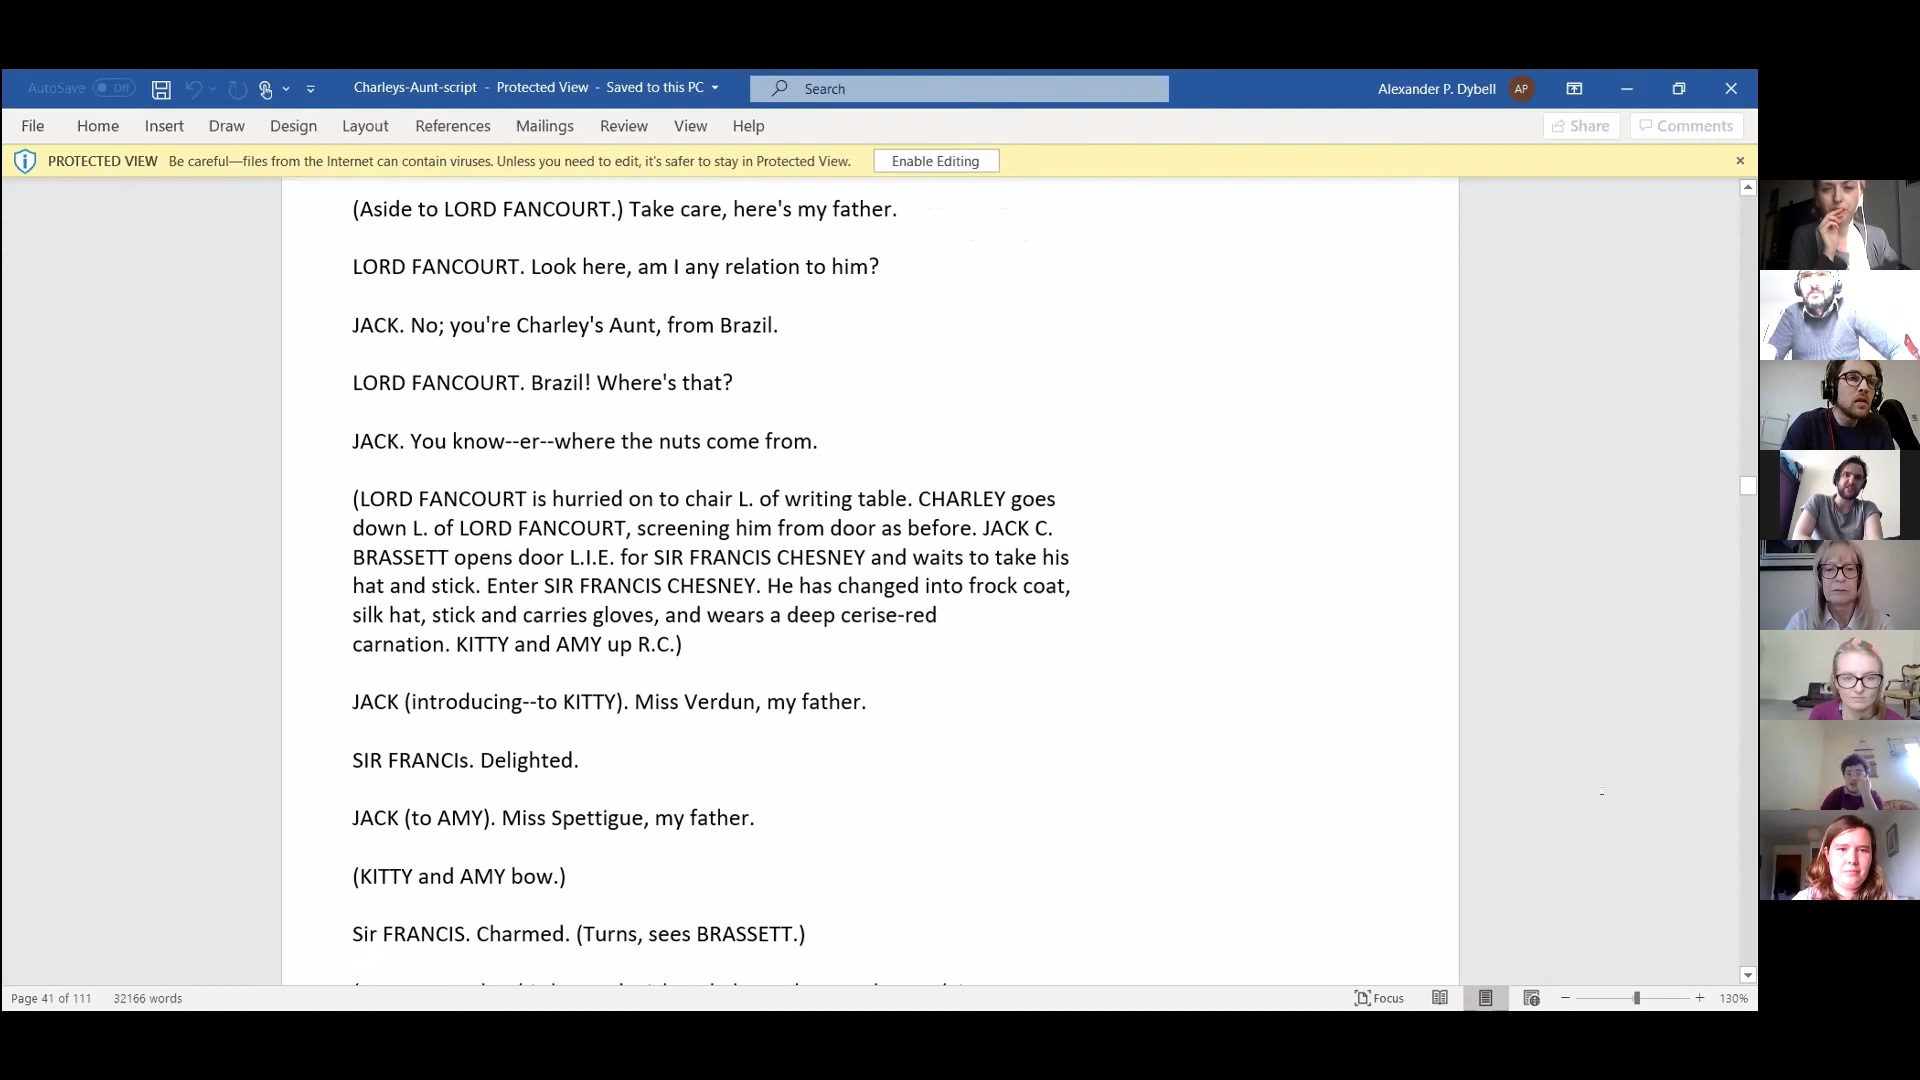 AutoSave Off Charleys-Aunt-script - Protected View - Saved to this PC Search Alexander P. Dybell AP
File Home Insert Draw Design Layout References Mailings Review View Help Share Comments
PROTECTED VIEW Be careful—files from the Internet can contain viruses. Unless you need to edit, it's safer to stay in Protected View. Enable Editing
(Aside to LORD FANCOURT.) Take care, here's my father.
LORD FANCOURT. Look here, am I any relation to him?
JACK. No; you're Charley's Aunt, from Brazil.
LORD FANCOURT. Brazil! Where's that?
JACK. You know--er--where the nuts come from.
(LORD FANCOURT is hurried on to chair L. of writing table. CHARLEY goes
down L. of LORD FANCOURT, screening him from door as before. JACK C.
BRASSETT opens door L.I.E. for SIR FRANCIS CHESNEY and waits to take his
hat and stick. Enter SIR FRANCIS CHESNEY. He has changed into frock coat,
silk hat, stick and carries gloves, and wears a deep cerise-red
carnation. KITTY and AMY up R.C.)
JACK (introducing--to KITTY). Miss Verdun, my father.
SIR FRANCIs. Delighted.
JACK (to AMY). Miss Spettigue, my father.
(KITTY and AMY bow.)
Sir FRANCIS. Charmed. (Turns, sees BRASSETT.)
Page 41 of 111 32166 words Focus 130%